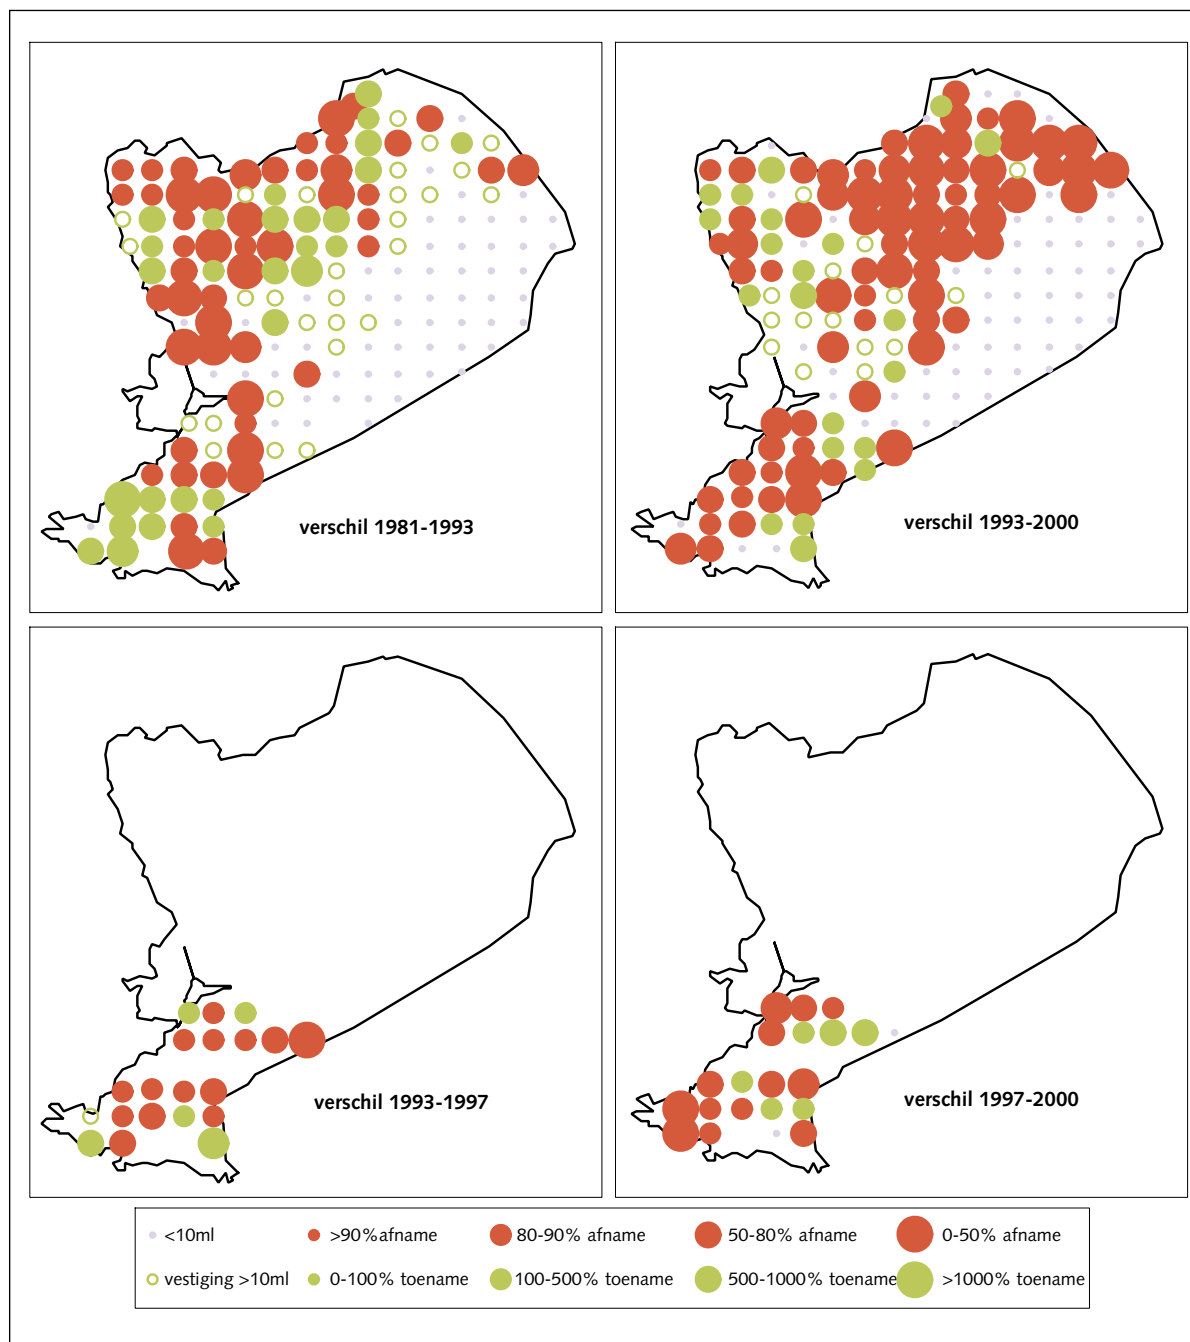 verschil 1981-1993
verschil 1993-2000
verschil 1993-1997
verschil 1997-2000
<10ml
>90%afname
80-90% afname
50-80% afname
0-50% afname
vestiging >10ml
0-100% toename
100-500% toename
500-1000% toename
>1000% toename